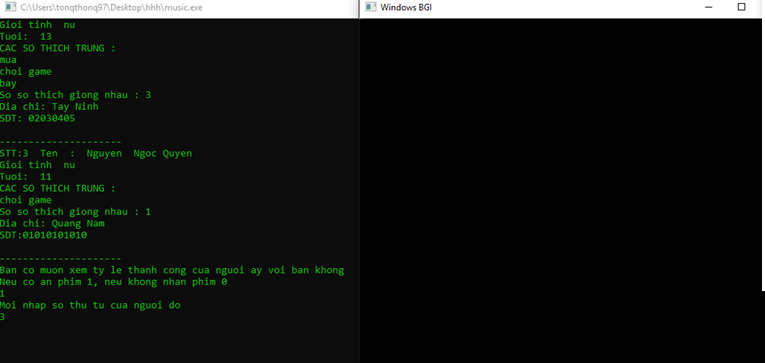 C:\Users\tonqthonq97\Desktop\hhh\music.exe
Gioi tinh nu
Tuoi: 13
CAC SO THICH TRUNG :
mua
choi game
bay
So so thich giong nhau : 3
Dia chi: Tay Ninh
SDT: 02030405
---------------------
STT:3 Ten : Nguyen Ngoc Quyen
Gioi tinh nu
Tuoi: 11
CAC SO THICH TRUNG :
choi game
So so thich giong nhau : 1
Dia chi: Quang Nam
SDT:01010101010
---------------------
Ban co muon xem ty le thanh cong cua nguoi ay voi ban khong
Neu co an phim 1, neu khong nhan phim 0
1
Moi nhap so thu tu cua nguoi do
3
Windows BGI